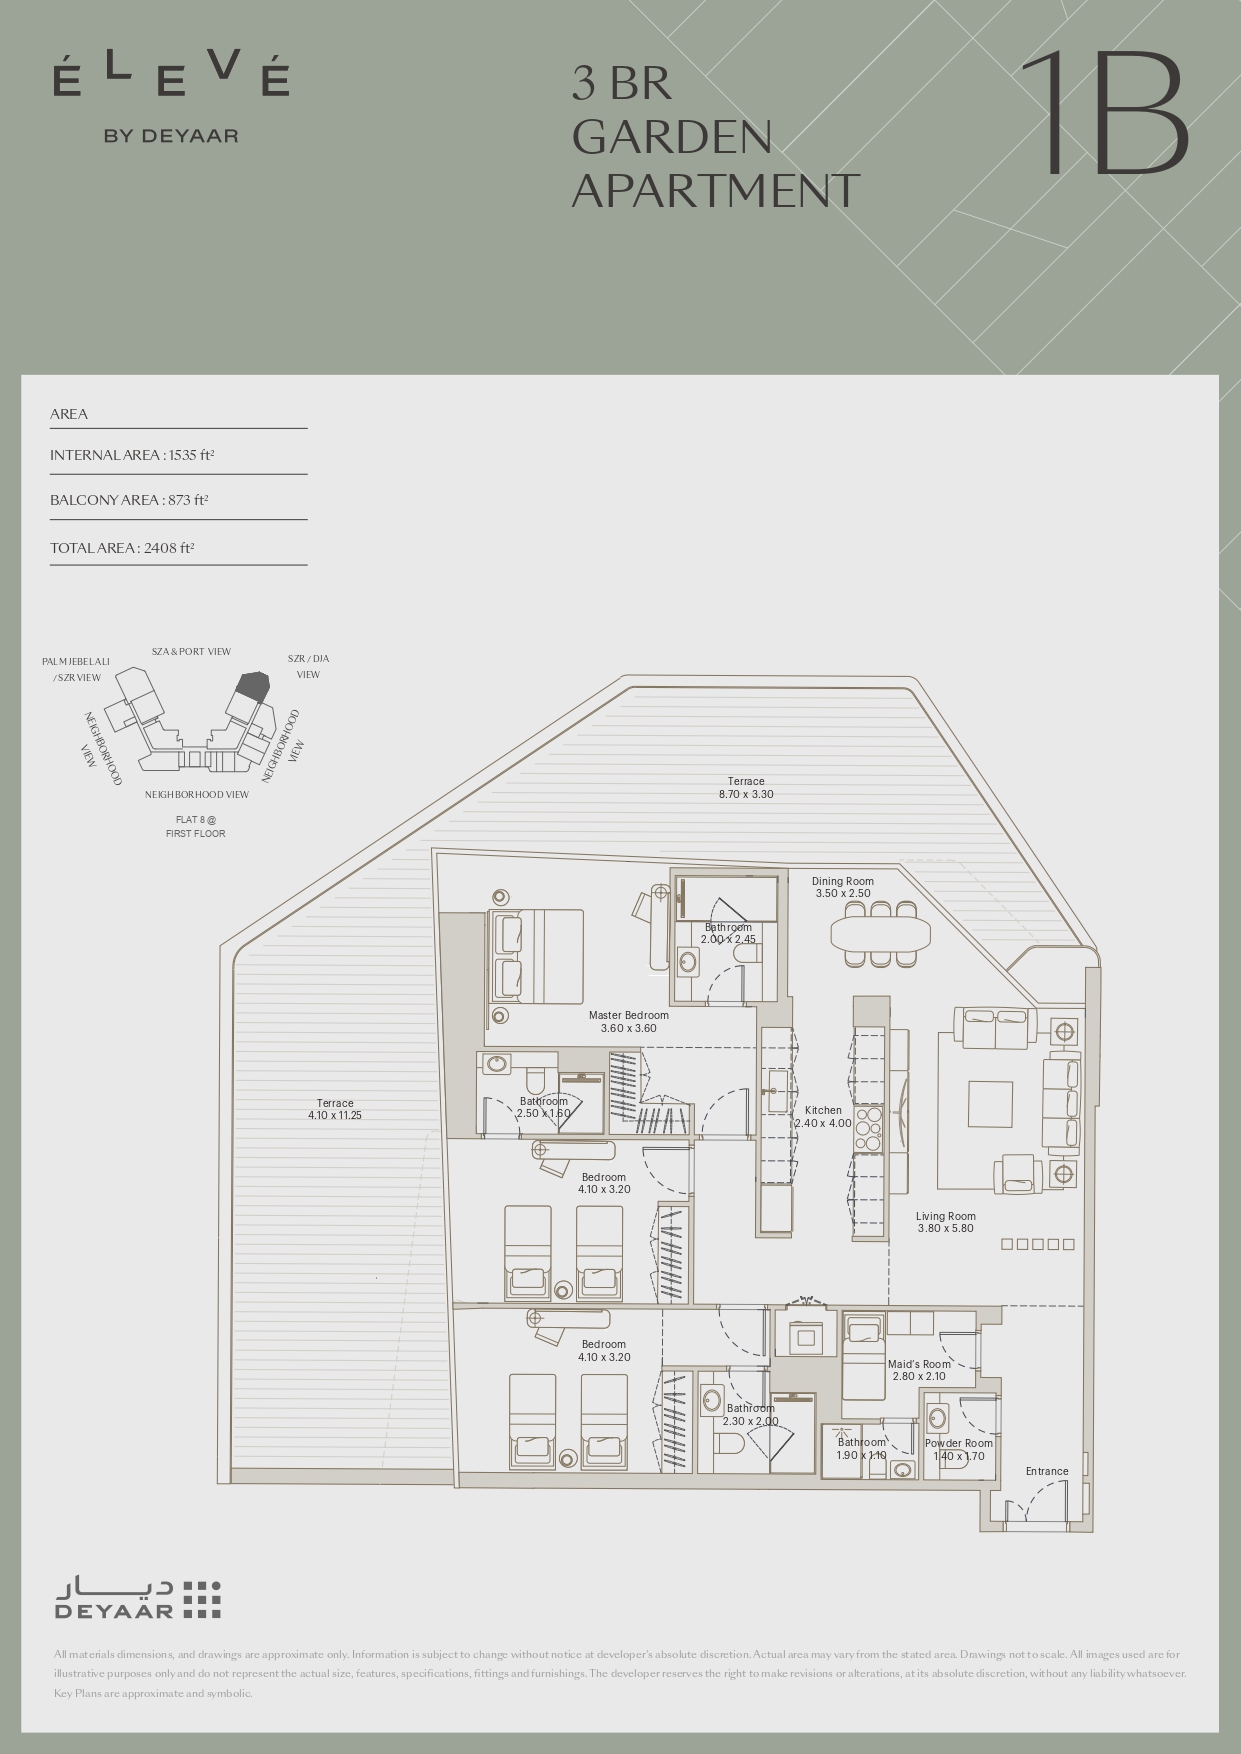 ÉLEVÉ
BY DEYAAR
3 BR
GARDEN
APARTMENT
1B
AREA
INTERNAL AREA : 1535 ft²
BALCONY AREA : 873 ft²
TOTAL AREA : 2408 ft²
SZA & PORT VIEW
PALM JEBEL ALI
/ SZR VIEW
SZR / DJA
VIEW
NEIGHBORHOOD
VIEW
NEIGHBORHOOD
VIEW
NEIGHBORHOOD VIEW
FLAT 8 @
FIRST FLOOR
Terrace
8.70 x 3.30
Dining Room
3.50 x 2.50
Bathroom
2.00 x 2.45
Master Bedroom
3.60 x 3.60
Terrace
4.10 x 11.25
Bathroom
2.50 x 1.60
Kitchen
2.40 x 4.00
Bedroom
4.10 x 3.20
Living Room
3.80 x 5.80
Bedroom
4.10 x 3.20
Maid's Room
2.80 x 2.10
Bathroom
2.30 x 2.00
Bathroom
1.90 x 1.10
Powder Room
1.40 x 1.70
Entrance
ديار
DEYAAR
All materials dimensions, and drawings are approximate only. Information is subject to change without notice at developer's absolute discretion. Actual area may vary from the stated area. Drawings not to scale. All images used are for
illustrative purposes only and do not represent the actual size, features, specifications, fittings and furnishings. The developer reserves the right to make revisions or alterations, at its absolute discretion, without any liability whatsoever.
Key Plans are approximate and symbolic.